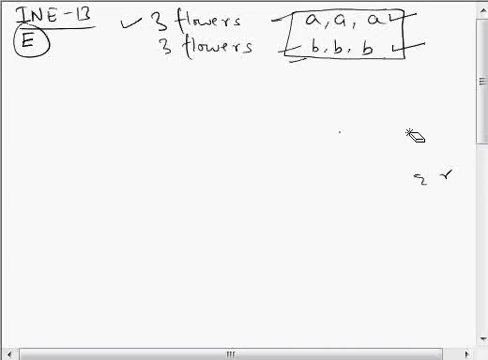 INE-13
3 flowers a, a, a
E 3 flowers b, b, b